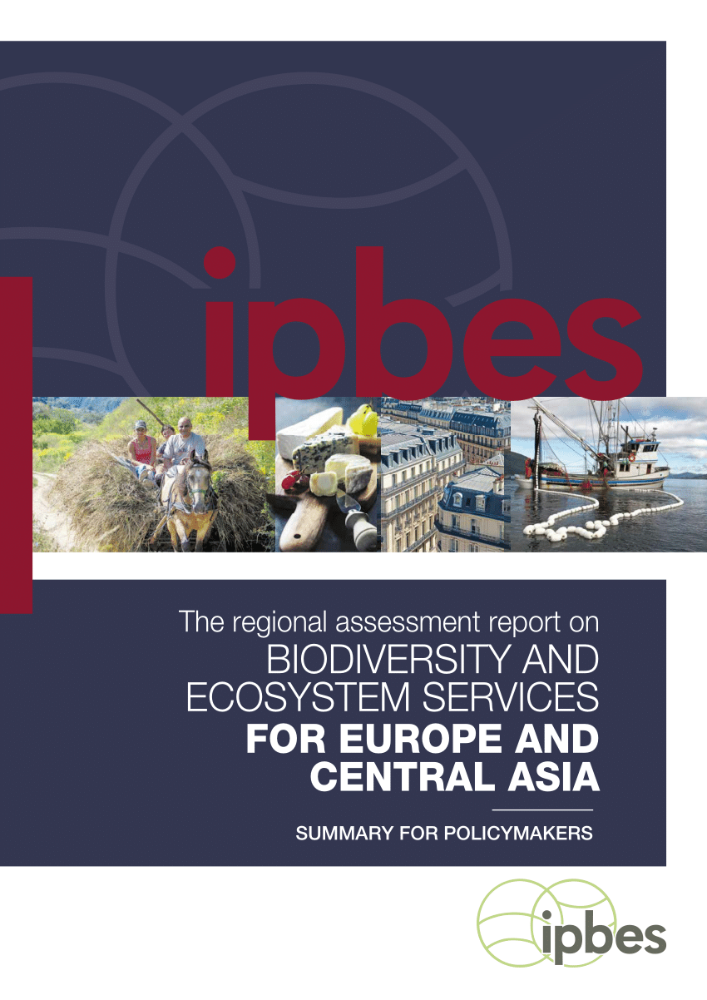 ipbes
The regional assessment report on
BIODIVERSITY AND
ECOSYSTEM SERVICES
FOR EUROPE AND
CENTRAL ASIA
SUMMARY FOR POLICYMAKERS
ipbes